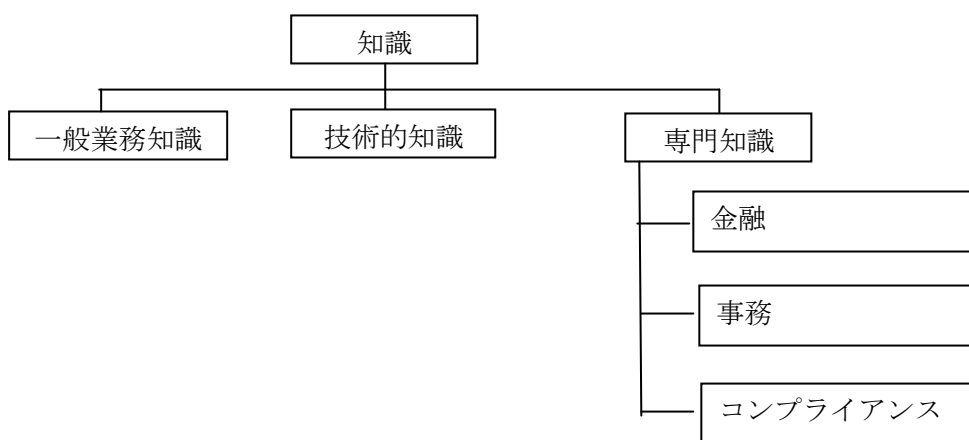 知識
一般業務知識
技術的知識
専門知識
金融
事務
コンプライアンス